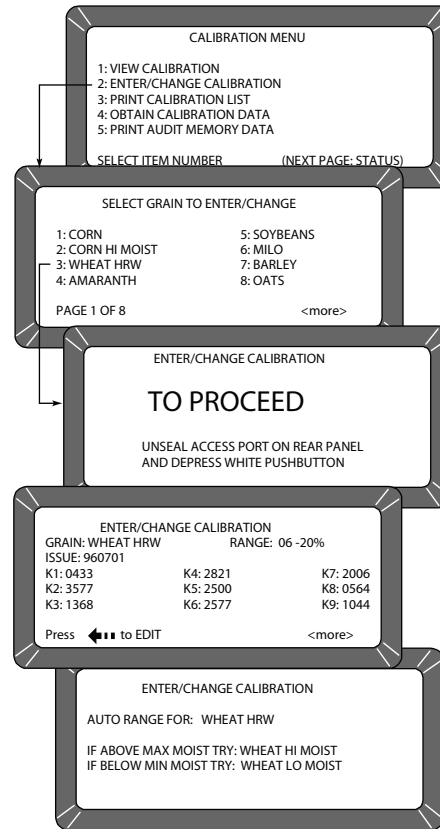 CALIBRATION MENU
1: VIEW CALIBRATION
2: ENTER/CHANGE CALIBRATION
3: PRINT CALIBRATION LIST
4: OBTAIN CALIBRATION DATA
5: PRINT AUDIT MEMORY DATA
SELECT ITEM NUMBER (NEXT PAGE: STATUS)
SELECT GRAIN TO ENTER/CHANGE
1: CORN 5: SOYBEANS
2: CORN HI MOIST 6: MILO
3: WHEAT HRW 7: BARLEY
4: AMARANTH 8: OATS
PAGE 1 OF 8 <more>
ENTER/CHANGE CALIBRATION
TO PROCEED
UNSEAL ACCESS PORT ON REAR PANEL
AND DEPRESS WHITE PUSHBUTTON
ENTER/CHANGE CALIBRATION
GRAIN: WHEAT HRW RANGE: 06 -20%
ISSUE: 960701
K1: 0433 K4: 2821 K7: 2006
K2: 3577 K5: 2500 K8: 0564
K3: 1368 K6: 2577 K9: 1044
Press to EDIT <more>
ENTER/CHANGE CALIBRATION
AUTO RANGE FOR: WHEAT HRW
IF ABOVE MAX MOIST TRY: WHEAT HI MOIST
IF BELOW MIN MOIST TRY: WHEAT LO MOIST